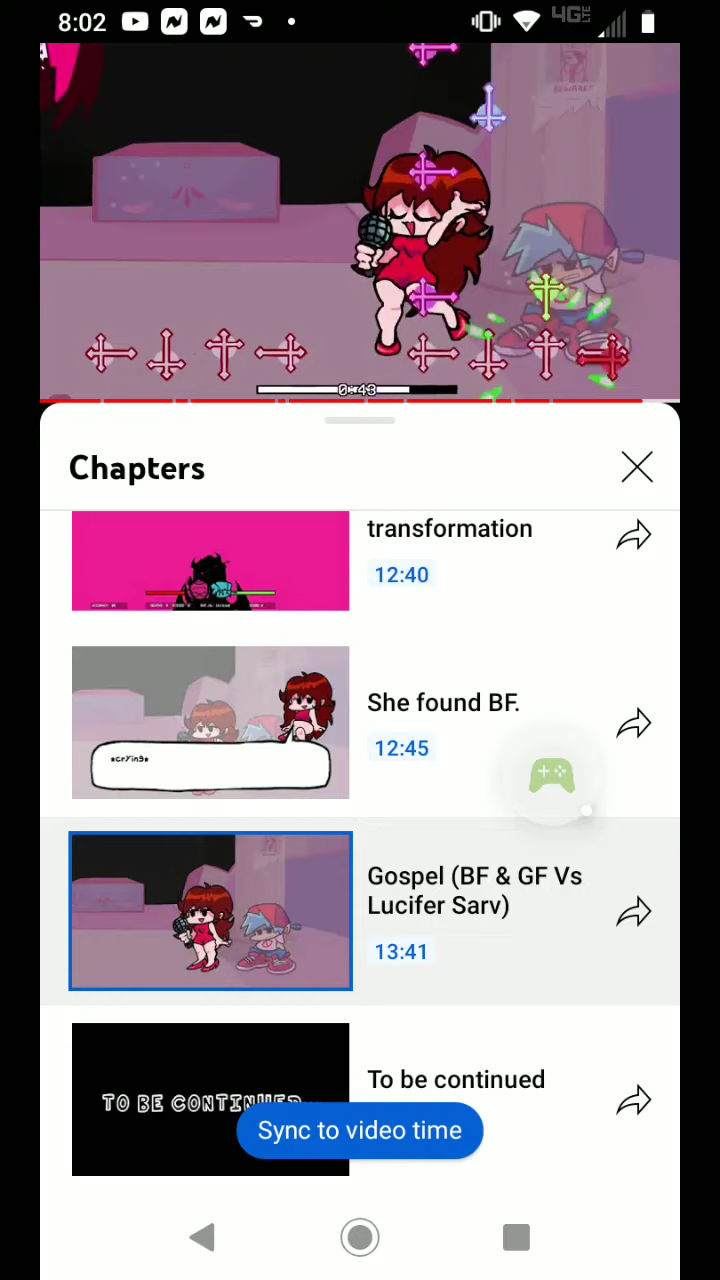 8:02
4G LTE
BEWARE!
0:43
Chapters
transformation
12:40
She found BF.
*crying*
12:45
Gospel (BF & GF Vs
Lucifer Sarv)
13:41
TO BE CONTINUED...
To be continued
Sync to video time